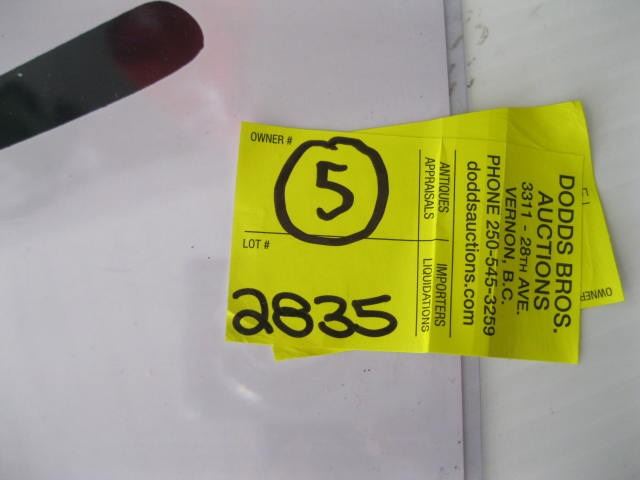 OWNER #
5
LOT #
2835
DODDS BROS.
AUCTIONS
3311 - 28TH AVE.
VERNON, B.C.
PHONE 250-545-3259
doddsauctions.com
ANTIQUES
APPRAISALS
IMPORTERS
LIQUIDATIONS
OWNER